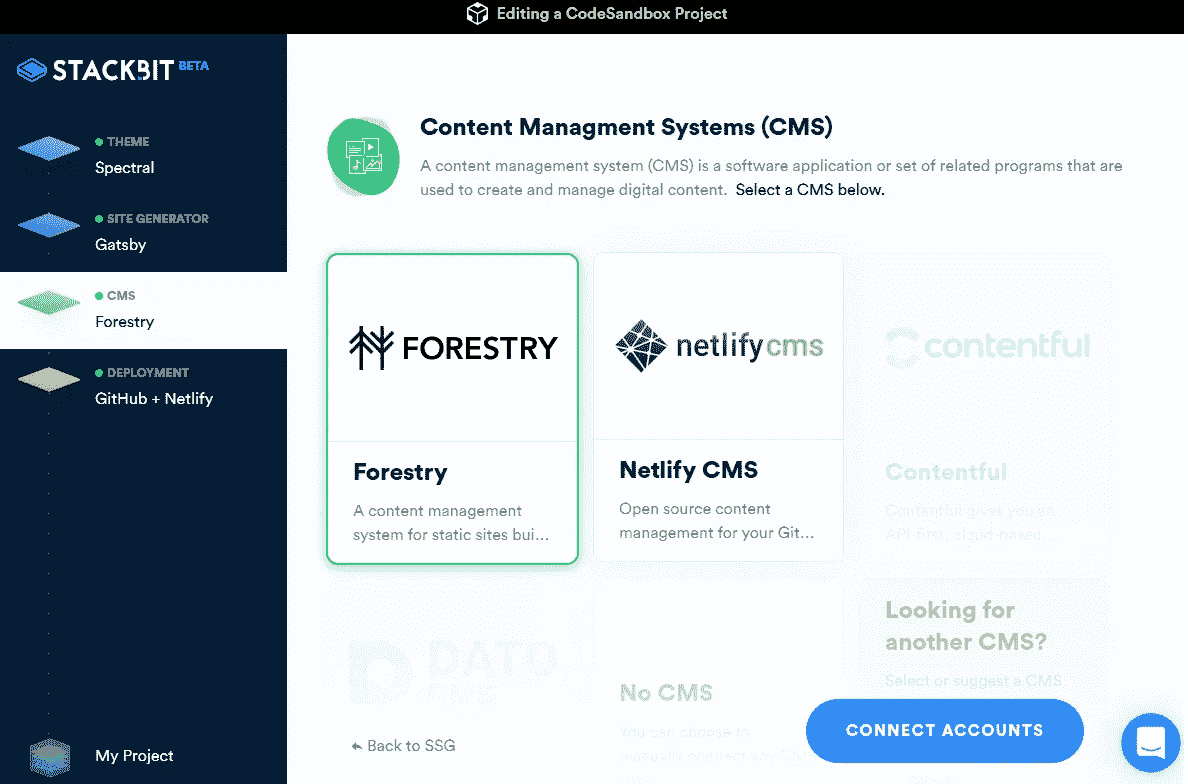 Editing a CodeSandbox Project
STACKBIT BETA
THEME
Spectral
SITE GENERATOR
Gatsby
CMS
Forestry
DEPLOYMENT
GitHub + Netlify
My Project
Content Managment Systems (CMS)
A content management system (CMS) is a software application or set of related programs that are
used to create and manage digital content. Select a CMS below.
FORESTRY
Forestry
A content management
system for static sites bui...
netlifycms
Netlify CMS
Open source content
management for your Git...
contentful
Contentful
Contentful gives you an
API-first, cloud-based...
DATO
CMS
No CMS
You can choose to
manually connect any CM
Looking for
another CMS?
Select or suggest a CMS
Back to SSG
CONNECT ACCOUNTS